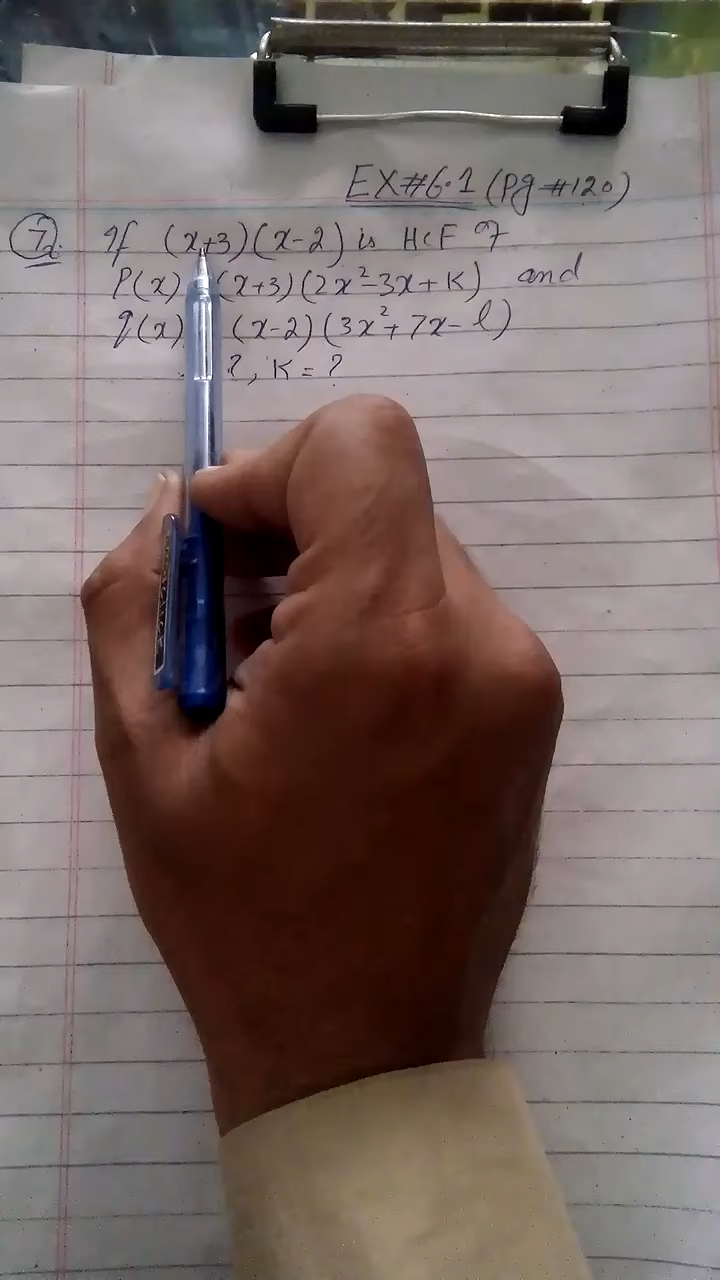 EX#6.1 (Pg #120)
7. If (x+3)(x-2) is HCF of
P(x) (x+3)(2x²-3x+K) and
q(x) (x-2)(3x²+7x-l)
?, K = ?